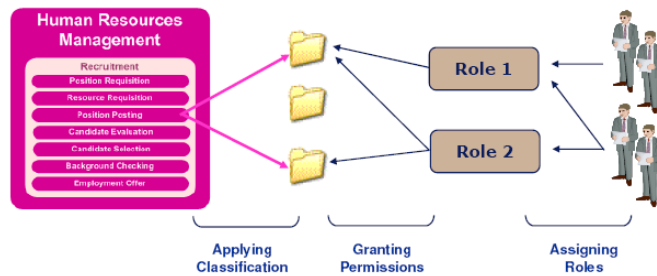 Human Resources
Management
Recruitment
Position Requisition
Resource Requisition
Position Posting
Candidate Evaluation
Candidate Selection
Background Checking
Employment Offer
Role 1
Role 2
Applying
Classification
Granting
Permissions
Assigning
Roles